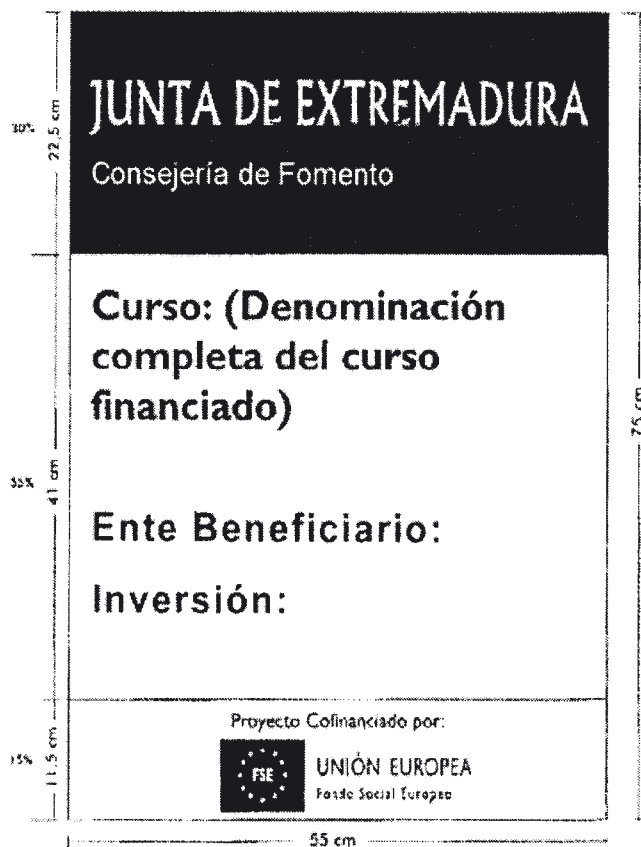 JUNTA DE EXTREMADURA
Consejería de Fomento
30%
22,5 cm
Curso: (Denominación
completa del curso
financiado)
55%
41 cm
75 cm
Ente Beneficiario:
Inversión:
15%
11,5 cm
Proyecto Cofinanciado por:
FSE
UNIÓN EUROPEA
Fondo Social Europeo
55 cm